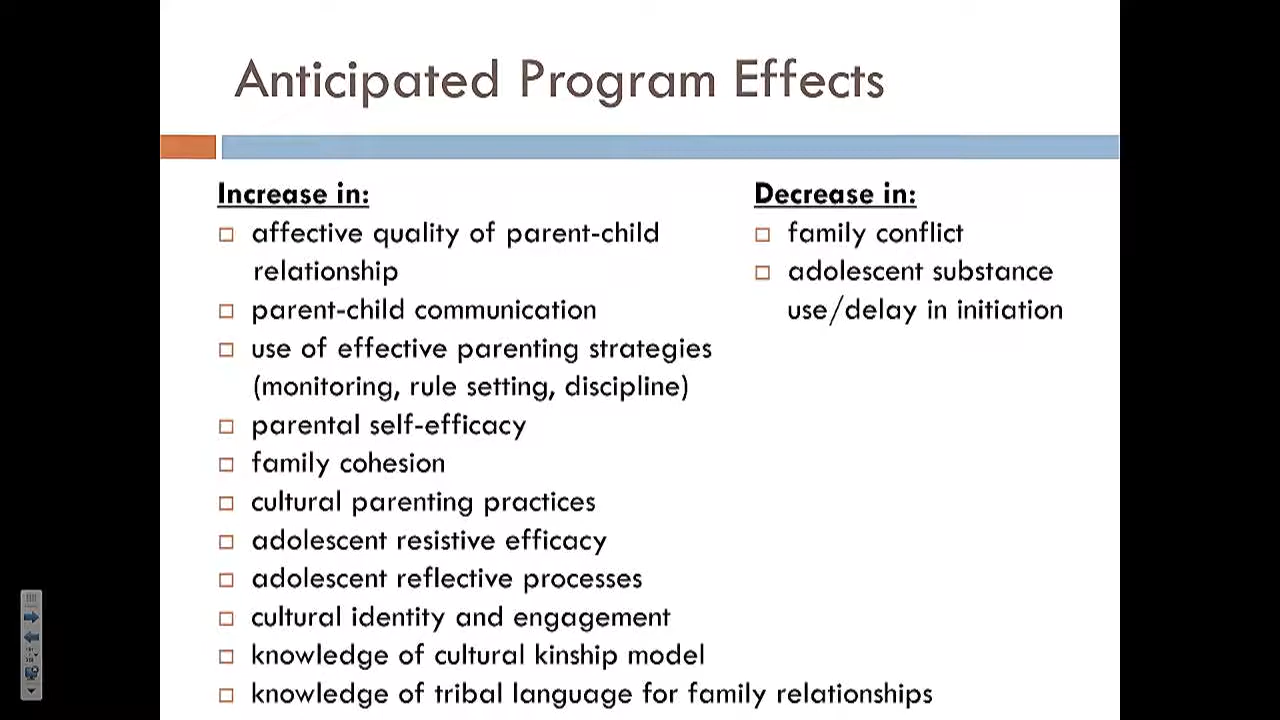 Anticipated Program Effects
Increase in:
affective quality of parent-child
relationship
parent-child communication
use of effective parenting strategies
(monitoring, rule setting, discipline)
parental self-efficacy
family cohesion
cultural parenting practices
adolescent resistive efficacy
adolescent reflective processes
cultural identity and engagement
knowledge of cultural kinship model
knowledge of tribal language for family relationships
Decrease in:
family conflict
adolescent substance
use/delay in initiation